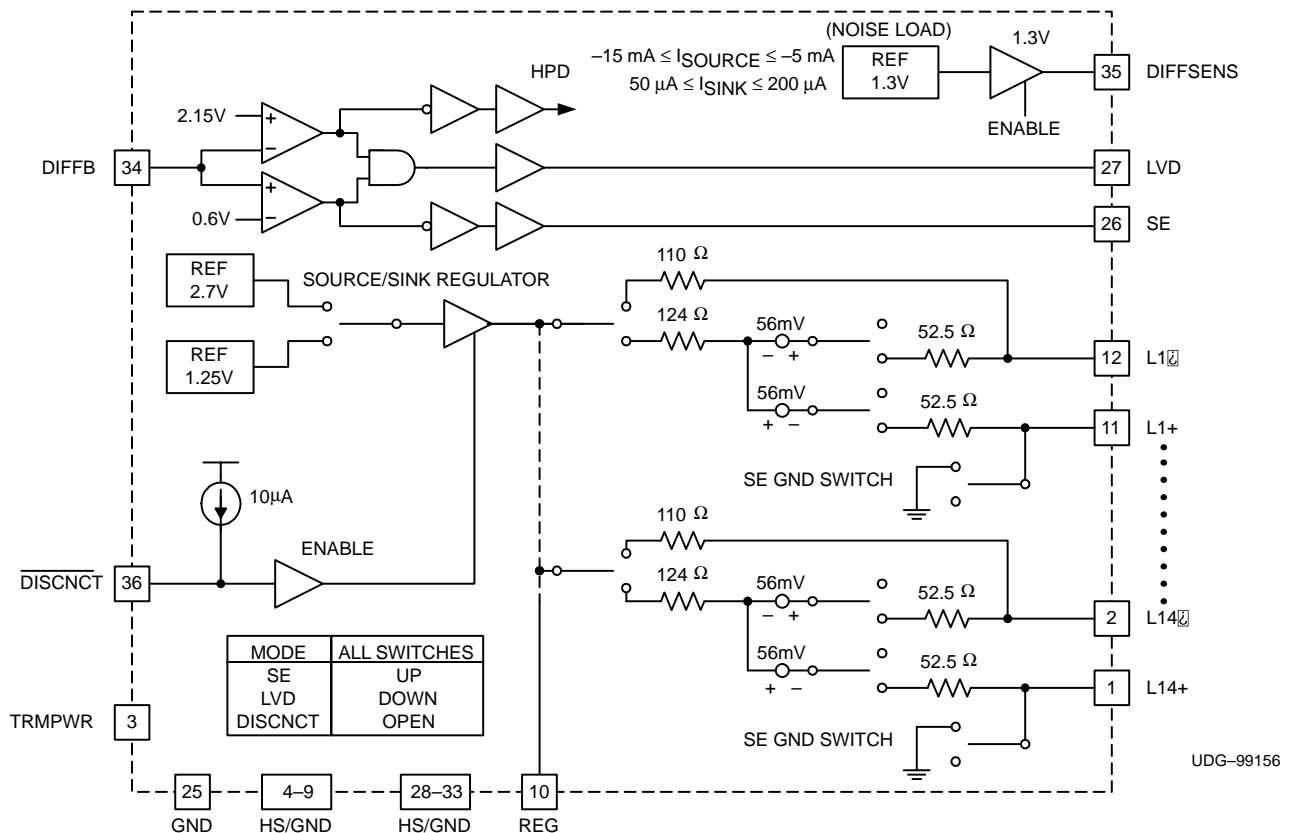 (NOISE LOAD)
–15 mA ≤ ISOURCE ≤ –5 mA
50 μA ≤ ISINK ≤ 200 μA
REF
1.3V
1.3V
ENABLE
35
DIFFSENS
HPD
2.15V
+
−
DIFFB
34
+
−
0.6V
27
LVD
26
SE
REF
2.7V
SOURCE/SINK REGULATOR
REF
1.25V
110 Ω
124 Ω
56mV
− +
52.5 Ω
12
L1
56mV
+ −
52.5 Ω
11
L1+
SE GND SWITCH
10μA
ENABLE
DISCNCT
36
110 Ω
124 Ω
56mV
− +
52.5 Ω
2
L14
56mV
+ −
52.5 Ω
1
L14+
SE GND SWITCH
MODE ALL SWITCHES
SE UP
LVD DOWN
DISCNCT OPEN
TRMPWR
3
25
GND
4–9
HS/GND
28–33
HS/GND
10
REG
UDG–99156